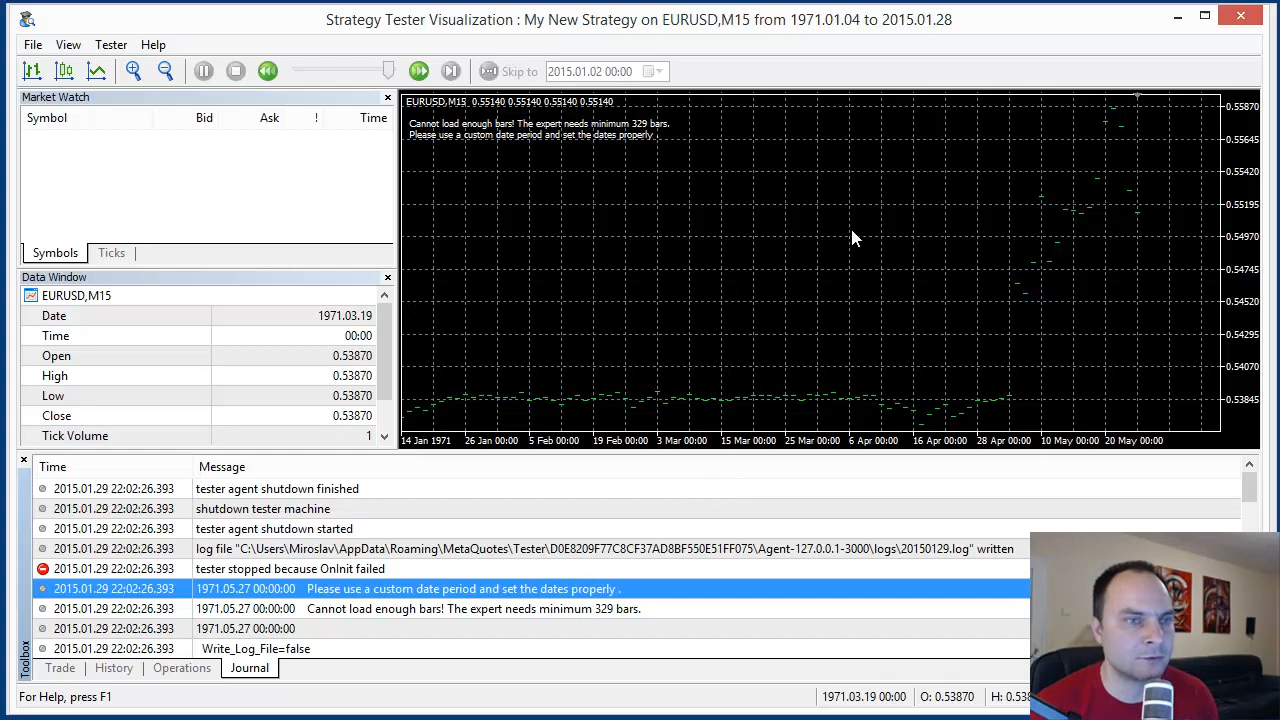 Strategy Tester Visualization : My New Strategy on EURUSD,M15 from 1971.01.04 to 2015.01.28
File View Tester Help
Skip to 2015.01.02 00:00
Market Watch
Symbol Bid Ask ! Time
Symbols Ticks
Data Window
EURUSD,M15
Date 1971.03.19
Time 00:00
Open 0.53870
High 0.53870
Low 0.53870
Close 0.53870
Tick Volume 1
EURUSD,M15 0.55140 0.55140 0.55140 0.55140
Cannot load enough bars! The expert needs minimum 329 bars.
Please use a custom date period and set the dates properly .
0.55870
0.55645
0.55420
0.55195
0.54970
0.54745
0.54520
0.54295
0.54070
0.53845
14 Jan 1971 26 Jan 00:00 5 Feb 00:00 19 Feb 00:00 3 Mar 00:00 15 Mar 00:00 25 Mar 00:00 6 Apr 00:00 16 Apr 00:00 28 Apr 00:00 10 May 00:00 20 May 00:00
Time Message
2015.01.29 22:02:26.393 tester agent shutdown finished
2015.01.29 22:02:26.393 shutdown tester machine
2015.01.29 22:02:26.393 tester agent shutdown started
2015.01.29 22:02:26.393 log file "C:\Users\Miroslav\AppData\Roaming\MetaQuotes\Tester\D0E8209F77C8CF37AD8BF550E51FF075\Agent-127.0.0.1-3000\logs\20150129.log" written
2015.01.29 22:02:26.393 tester stopped because OnInit failed
2015.01.29 22:02:26.393 1971.05.27 00:00:00 Please use a custom date period and set the dates properly .
2015.01.29 22:02:26.393 1971.05.27 00:00:00 Cannot load enough bars! The expert needs minimum 329 bars.
2015.01.29 22:02:26.393 1971.05.27 00:00:00
2015.01.29 22:02:26.393 Write_Log_File=false
Toolbox
Trade History Operations Journal
For Help, press F1 1971.03.19 00:00 O: 0.53870